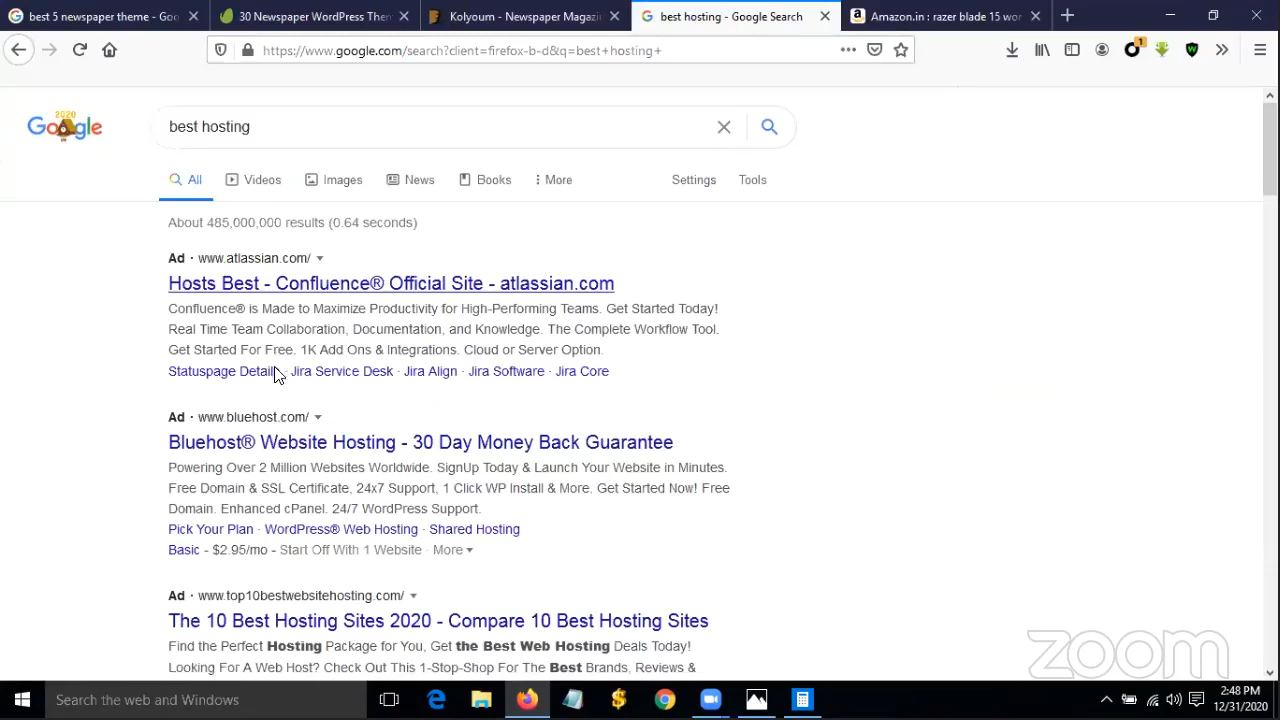 best 5 newspaper theme - Goo
30 Newspaper WordPress Then
Kolyoum - Newspaper Magazi
best hosting - Google Search
Amazon.in : razer blade 15 wor
https://www.google.com/search?client=firefox-b-d&q=best+hosting+
1
2020
Google
best hosting
All
Videos
Images
News
Books
More
Settings
Tools
About 485,000,000 results (0.64 seconds)
Ad · www.atlassian.com/
Hosts Best - Confluence® Official Site - atlassian.com
Confluence® is Made to Maximize Productivity for High-Performing Teams. Get Started Today!
Real Time Team Collaboration, Documentation, and Knowledge. The Complete Workflow Tool.
Get Started For Free. 1K Add Ons & Integrations. Cloud or Server Option.
Statuspage Details · Jira Service Desk · Jira Align · Jira Software · Jira Core
Ad · www.bluehost.com/
Bluehost® Website Hosting - 30 Day Money Back Guarantee
Powering Over 2 Million Websites Worldwide. SignUp Today & Launch Your Website in Minutes.
Free Domain & SSL Certificate, 24x7 Support, 1 Click WP Install & More. Get Started Now! Free
Domain. Enhanced cPanel. 24/7 WordPress Support.
Pick Your Plan · WordPress® Web Hosting · Shared Hosting
Basic - $2.95/mo - Start Off With 1 Website · More
Ad · www.top10bestwebsitehosting.com/
The 10 Best Hosting Sites 2020 - Compare 10 Best Hosting Sites
Find the Perfect Hosting Package for You, Get the Best Web Hosting Deals Today!
Looking For A Web Host? Check Out This 1-Stop-Shop For The Best Brands, Reviews &
zoom
Search the web and Windows
2:48 PM
12/31/2020